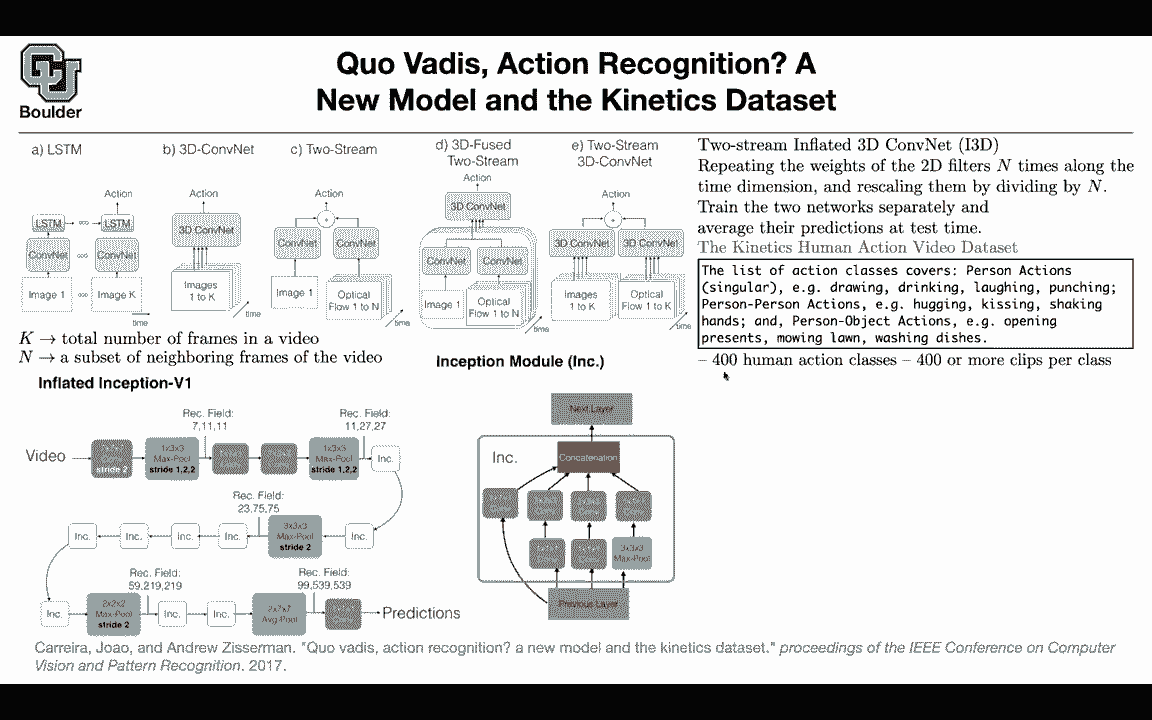 Boulder
Quo Vadis, Action Recognition? A
New Model and the Kinetics Dataset
a) LSTM
b) 3D-ConvNet
c) Two-Stream
d) 3D-Fused
Two-Stream
e) Two-Stream
3D-ConvNet
Action
LSTM
LSTM
ConvNet
ConvNet
Image 1
Image K
time
Action
3D ConvNet
Images
1 to K
time
Action
+
ConvNet
ConvNet
Image 1
Optical
Flow 1 to N
time
Action
3D ConvNet
ConvNet
ConvNet
Image 1
Optical
Flow 1 to N
time
Action
+
3D ConvNet
3D ConvNet
Images
1 to K
Optical
Flow 1 to N
time
K → total number of frames in a video
N → a subset of neighboring frames of the video
Two-stream Inflated 3D ConvNet (I3D)
Repeating the weights of the 2D filters N times along the
time dimension, and rescaling them by dividing by N.
Train the two networks separately and
average their predictions at test time.
The Kinetics Human Action Video Dataset
The list of action classes covers: Person Actions
(singular), e.g. drawing, drinking, laughing, punching;
Person-Person Actions, e.g. hugging, kissing, shaking
hands; and, Person-Object Actions, e.g. opening
presents, mowing lawn, washing dishes.
– 400 human action classes – 400 or more clips per class
Inflated Inception-V1
Video
stride 2
1x3x3
Max-Pool
stride 1,2,2
Rec. Field:
7,11,11
1x3x3
Max-Pool
stride 1,2,2
Rec. Field:
11,27,27
Inc.
Inc.
3x3x3
Max-Pool
stride 2
Rec. Field:
23,75,75
Inc.
Inc.
Inc.
Inc.
Inc.
2x2x2
Max-Pool
stride 2
Rec. Field:
59,219,219
Inc.
Inc.
2x7x7
Avg-Pool
Rec. Field:
99,539,539
Predictions
Inception Module (Inc.)
Next Layer
Inc.
Concatenation
3x3x3
Max-Pool
Previous Layer
Carreira, Joao, and Andrew Zisserman. "Quo vadis, action recognition? a new model and the kinetics dataset." proceedings of the IEEE Conference on Computer
Vision and Pattern Recognition. 2017.